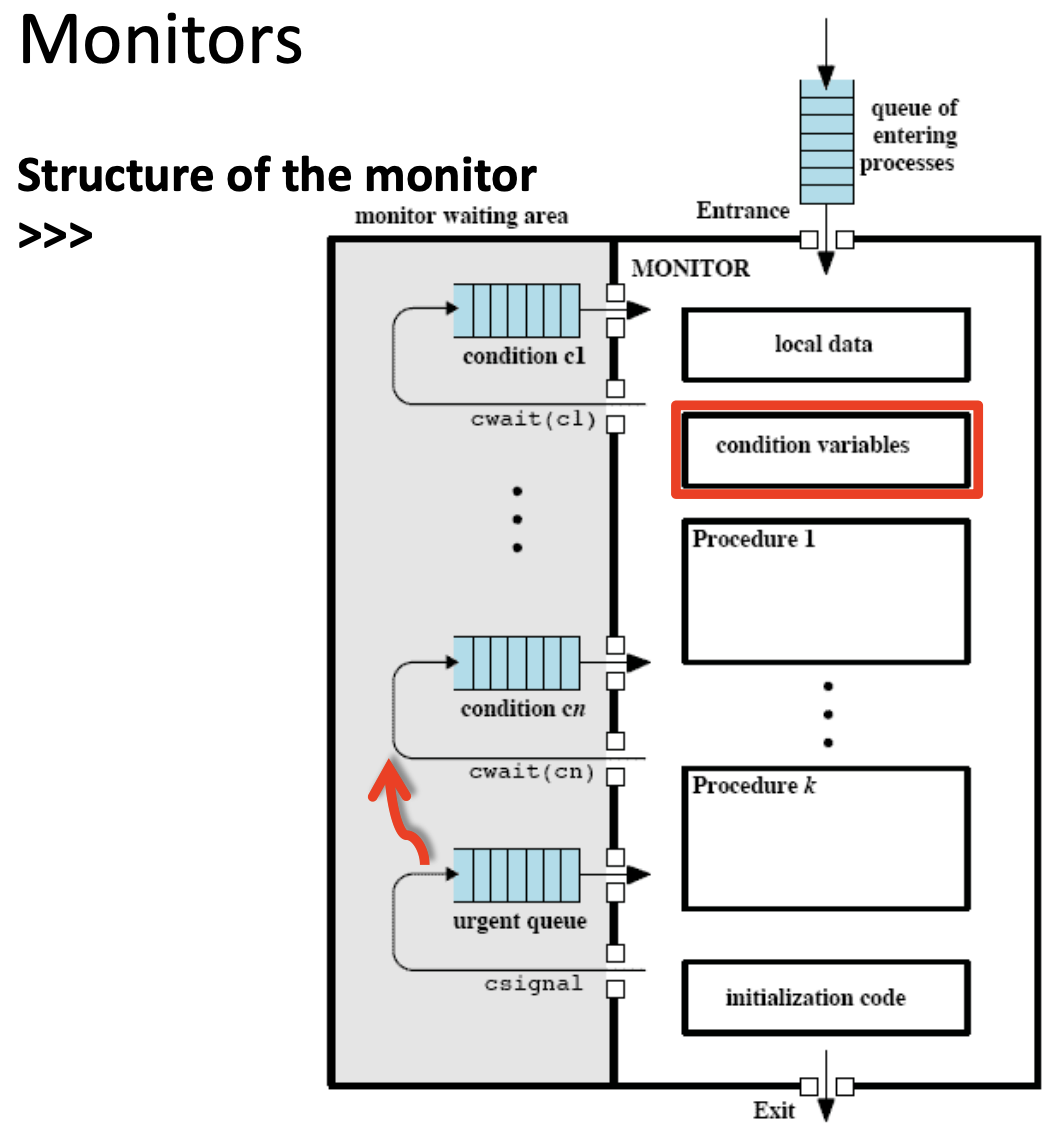 Monitors
Structure of the monitor
>>>
queue of
entering
processes
Entrance
monitor waiting area
MONITOR
local data
condition c1
cwait(c1)
condition variables
Procedure 1
condition cn
cwait(cn)
Procedure k
urgent queue
csignal
initialization code
Exit